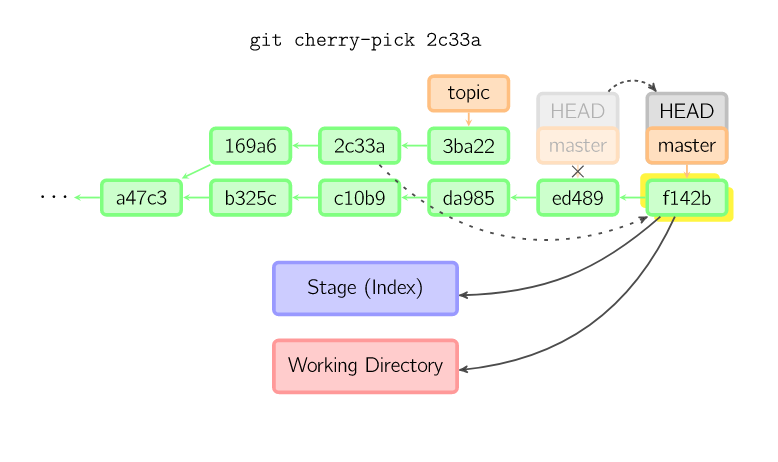 git cherry-pick 2c33a
topic
HEAD HEAD
169a6 2c33a 3ba22 master master
··· a47c3 b325c c10b9 da985 ed489 f142b
Stage (Index)
Working Directory